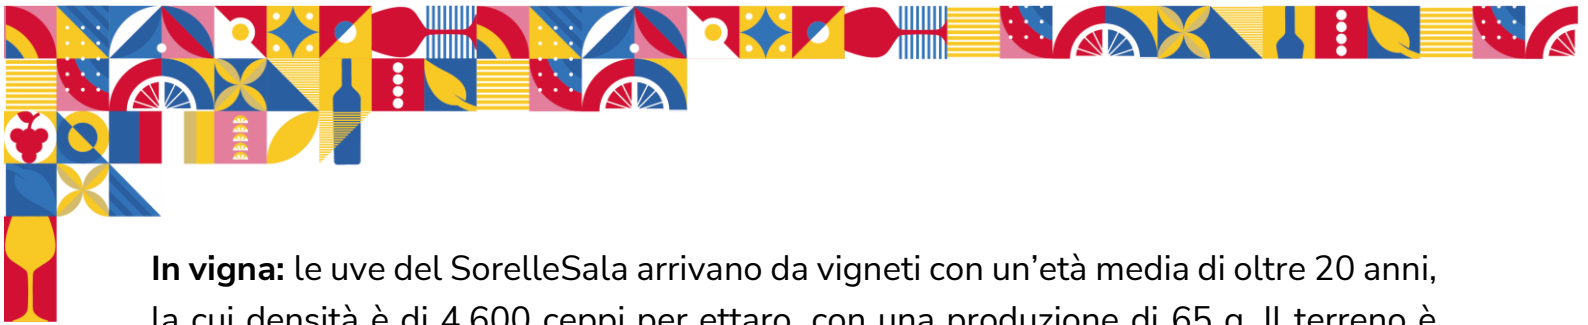 In vigna: le uve del SorelleSala arrivano da vigneti con un’età media di oltre 20 anni,
la cui densità è di 4.600 ceppi per ettaro, con una produzione di 65 q. Il terreno è